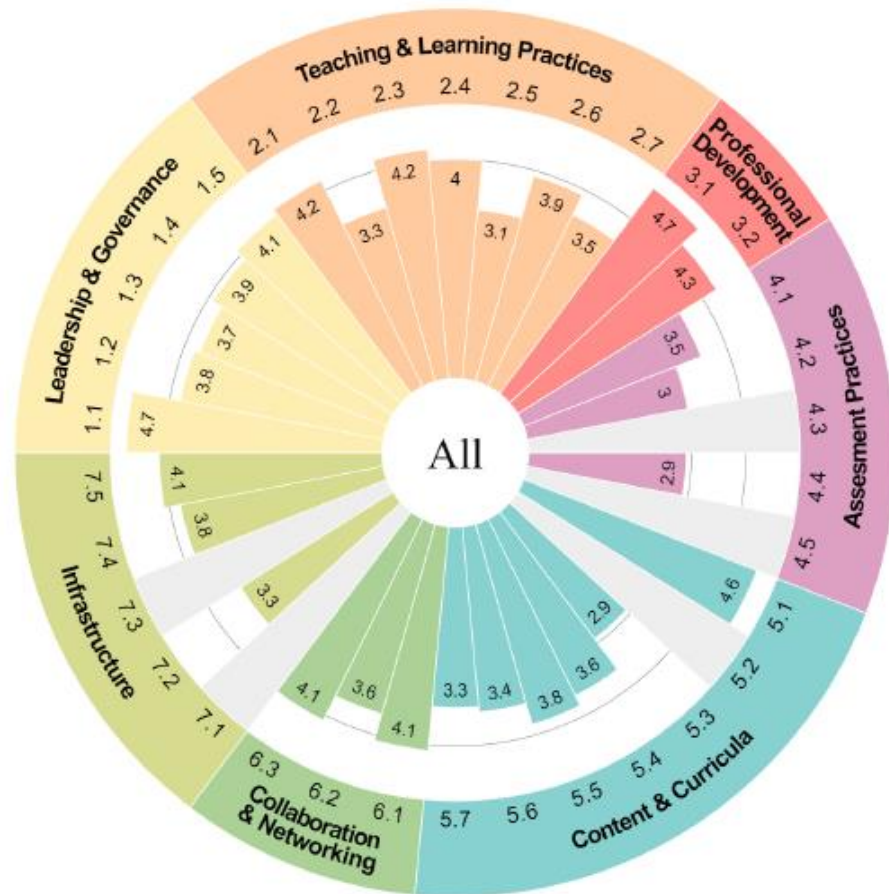 Teaching & Learning Practices
2.1 2.2 2.3 2.4 2.5 2.6 2.7
4.2 3.3 4.2 4 3.1 3.9 3.5
Professional
Development
3.1 3.2
4.7 4.3
Assesment Practices
4.1 4.2 4.3 4.4 4.5
3.5 3 2.9
Content & Curricula
5.1 5.2 5.3 5.4 5.5 5.6 5.7
4.6 2.9 3.6 3.8 3.4 3.3
Collaboration
& Networking
6.1 6.2 6.3
4.1 3.6 4.1
Infrastructure
7.1 7.2 7.3 7.4 7.5
3.3 3.8 4.1
Leadership & Governance
1.1 1.2 1.3 1.4 1.5
4.7 3.8 3.7 3.9 4.1
All